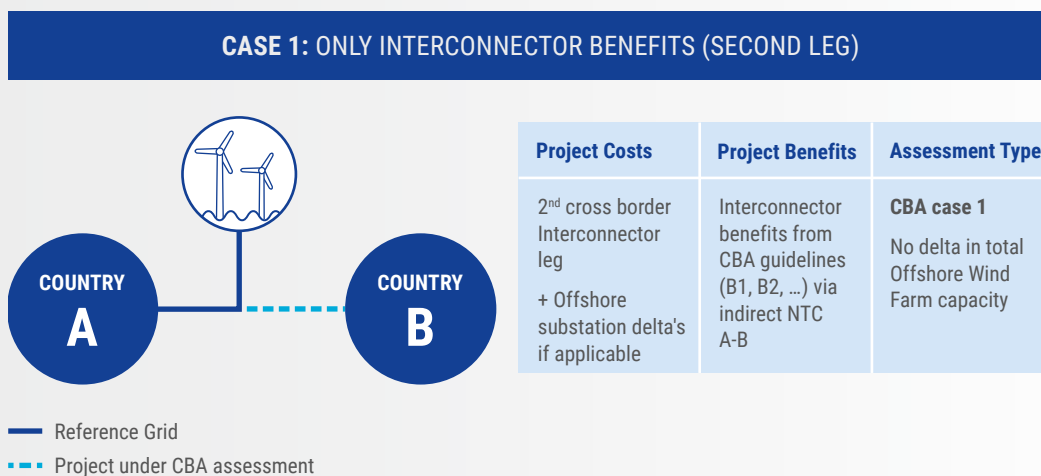 CASE 1: ONLY INTERCONNECTOR BENEFITS (SECOND LEG)
COUNTRY
A
COUNTRY
B
Project Costs
Project Benefits
Assessment Type
2nd cross border
Interconnector
leg
+ Offshore
substation delta's
if applicable
Interconnector
benefits from
CBA guidelines
(B1, B2, ...) via
indirect NTC
A-B
CBA case 1
No delta in total
Offshore Wind
Farm capacity
Reference Grid
Project under CBA assessment